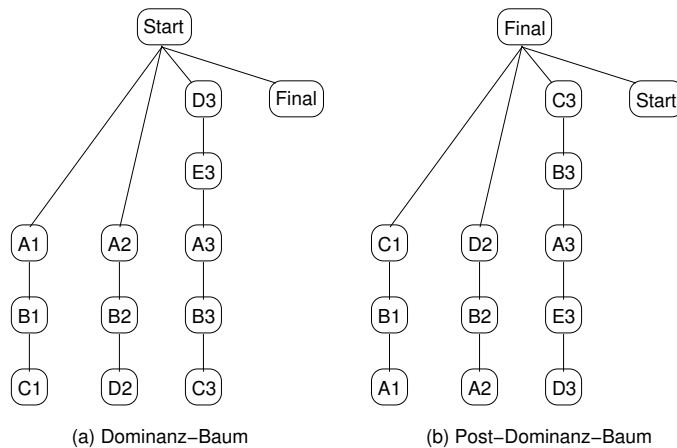 Start
Final
D3
Final
C3
Start
E3
B3
A1
A2
A3
C1
D2
A3
B1
B2
B3
B1
B2
E3
C1
D2
C3
A1
A2
D3
(a) Dominanz−Baum
(b) Post−Dominanz−Baum